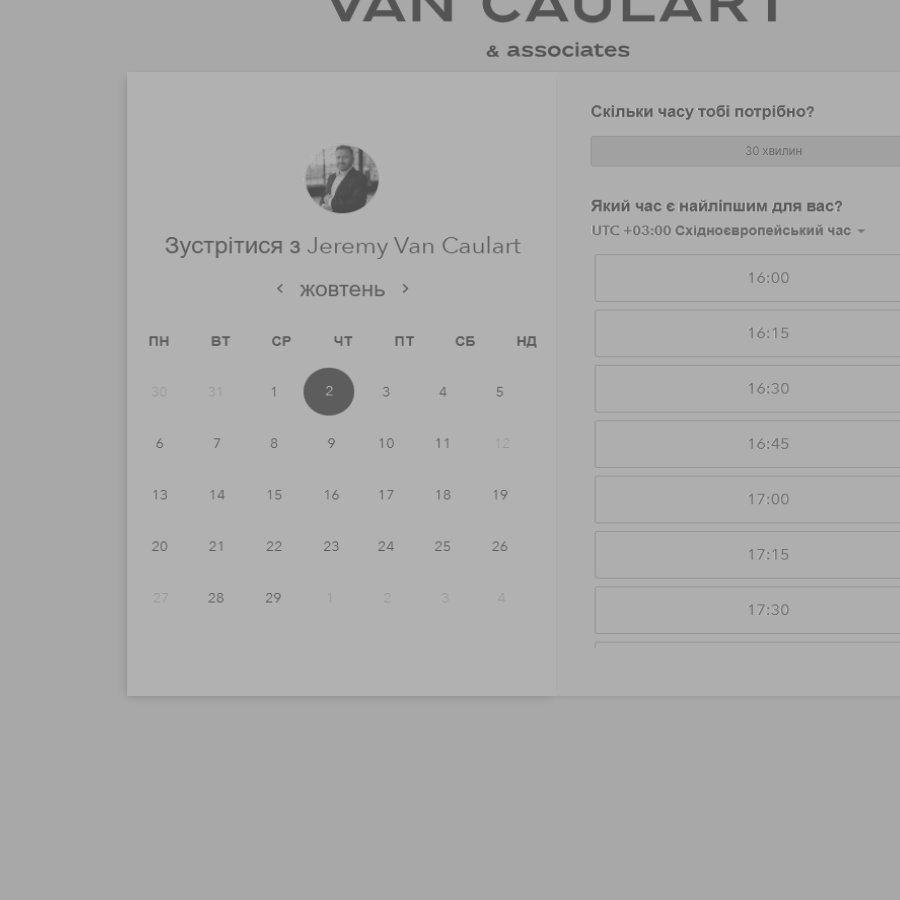 VAN CAULART
& associates
Зустрітися з Jeremy Van Caulart
жовтень
ПН ВТ СР ЧТ ПТ СБ НД
30 31 1 2 3 4 5
6 7 8 9 10 11 12
13 14 15 16 17 18 19
20 21 22 23 24 25 26
27 28 29 1 2 3 4
Скільки часу тобі потрібно?
30 хвилин
Який час є найліпшим для вас?
UTC +03:00 Східноєвропейський час
16:00
16:15
16:30
16:45
17:00
17:15
17:30